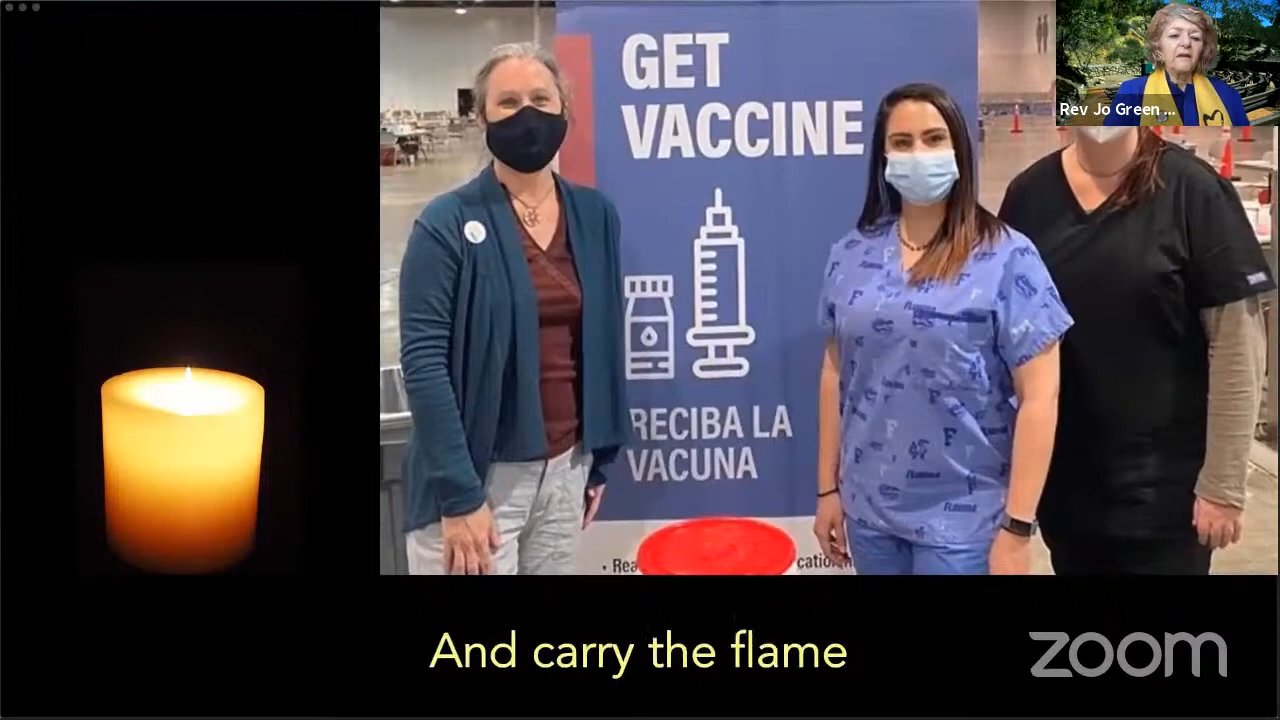 GET
VACCINE
Rev Jo Green ...
RECIBA LA
VACUNA
And carry the flame
zoom